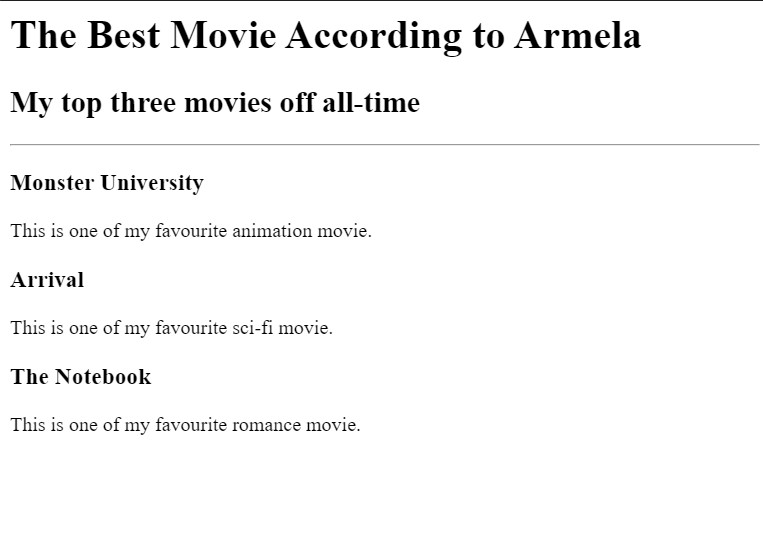 The Best Movie According to Armela
My top three movies off all-time
Monster University
This is one of my favourite animation movie.
Arrival
This is one of my favourite sci-fi movie.
The Notebook
This is one of my favourite romance movie.